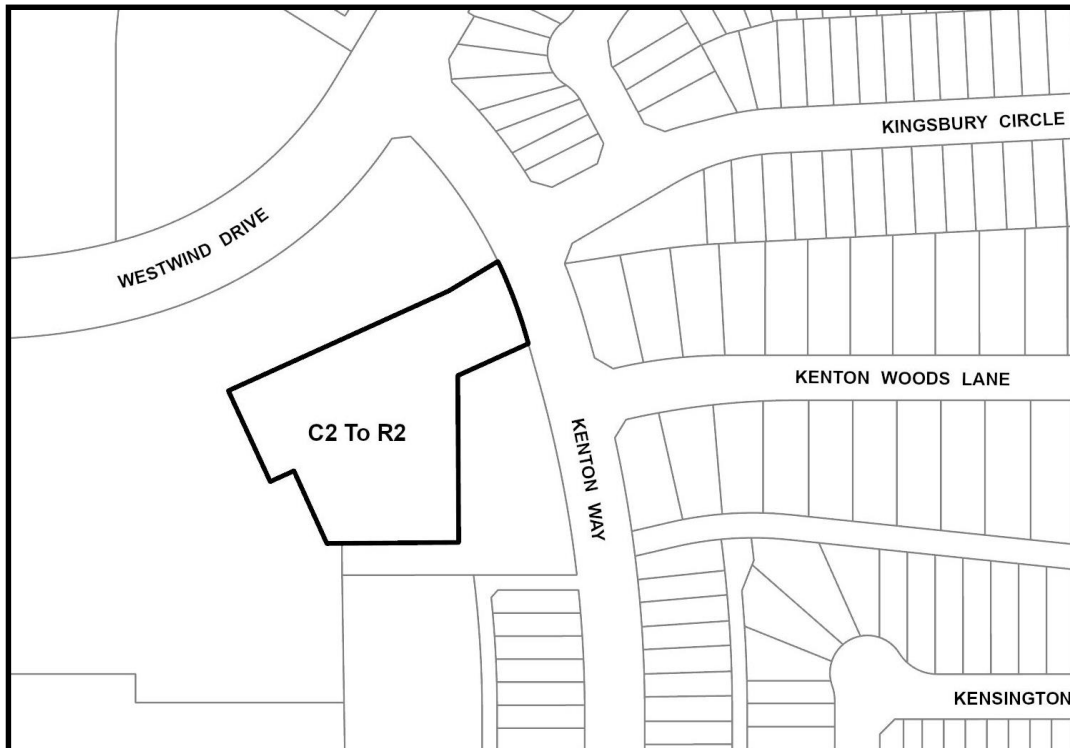 KINGSBURY CIRCLE
WESTWIND DRIVE
KENTON WOODS LANE
C2 To R2
KENTON WAY
KENSINGTON